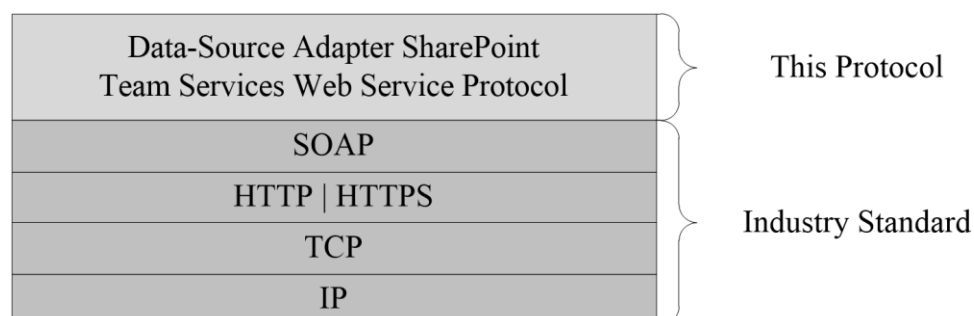 Data-Source Adapter SharePoint
Team Services Web Service Protocol
This Protocol
SOAP
HTTP | HTTPS
TCP
IP
Industry Standard